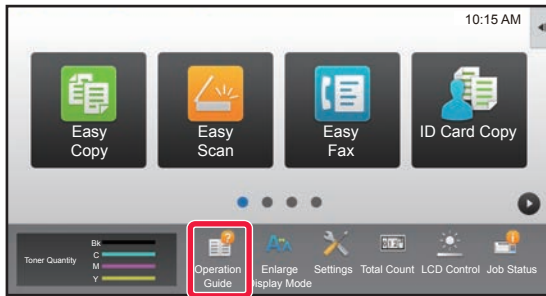 10:15 AM
Easy
Copy
Easy
Scan
Easy
Fax
ID Card Copy
Toner Quantity
Bk
C
M
Y
Operation
Guide
Enlarge
isplay Mode
Settings
Total Count
LCD Control
Job Status